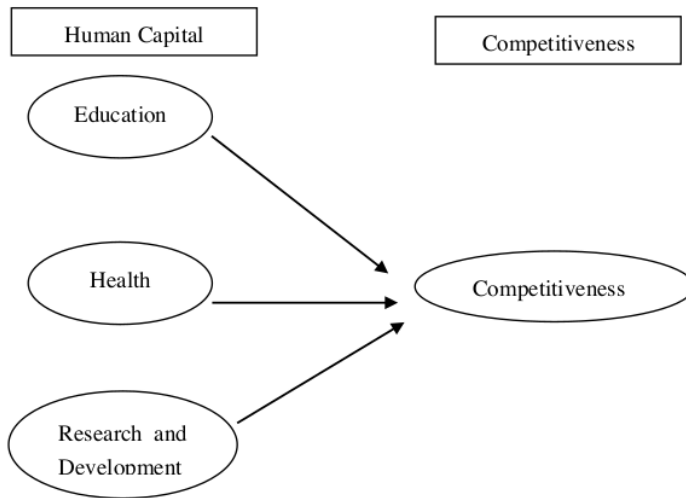 Human Capital
Competitiveness
Education
Health
Competitiveness
Research and
Development